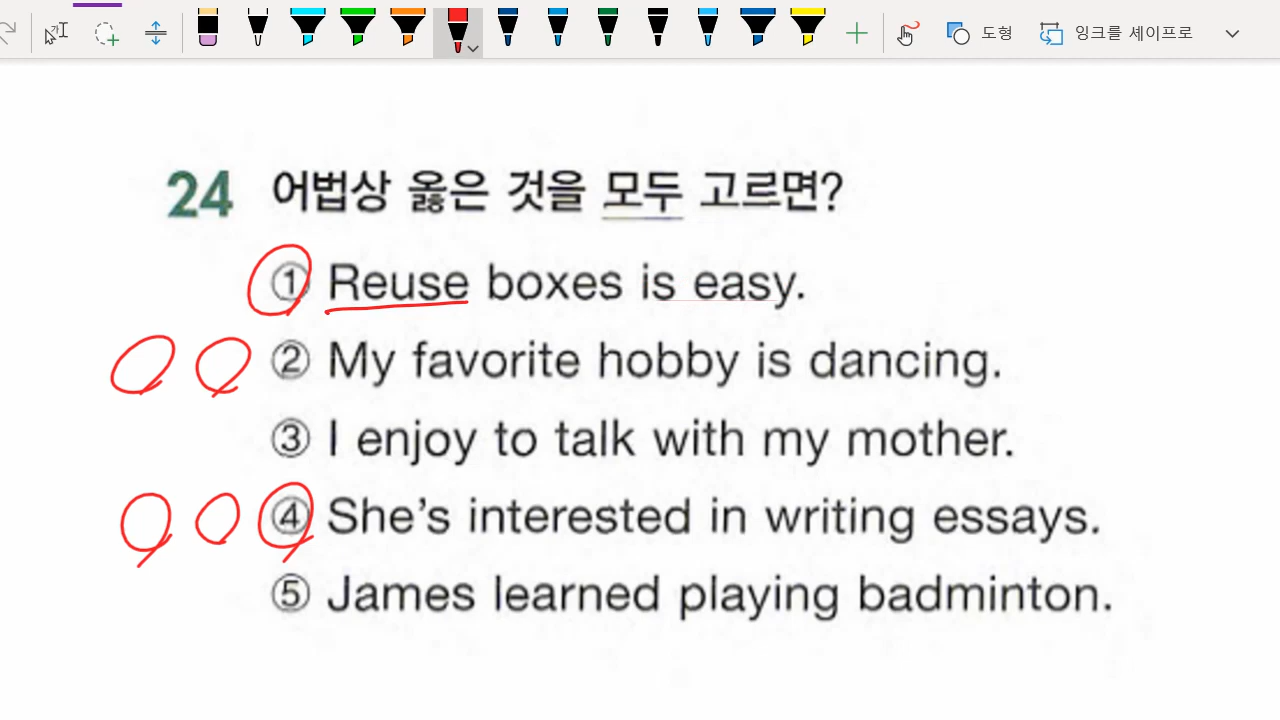 도형 잉크를 셰이프로
24 어법상 옳은 것을 모두 고르면?
① Reuse boxes is easy.
② My favorite hobby is dancing.
③ I enjoy to talk with my mother.
④ She's interested in writing essays.
⑤ James learned playing badminton.